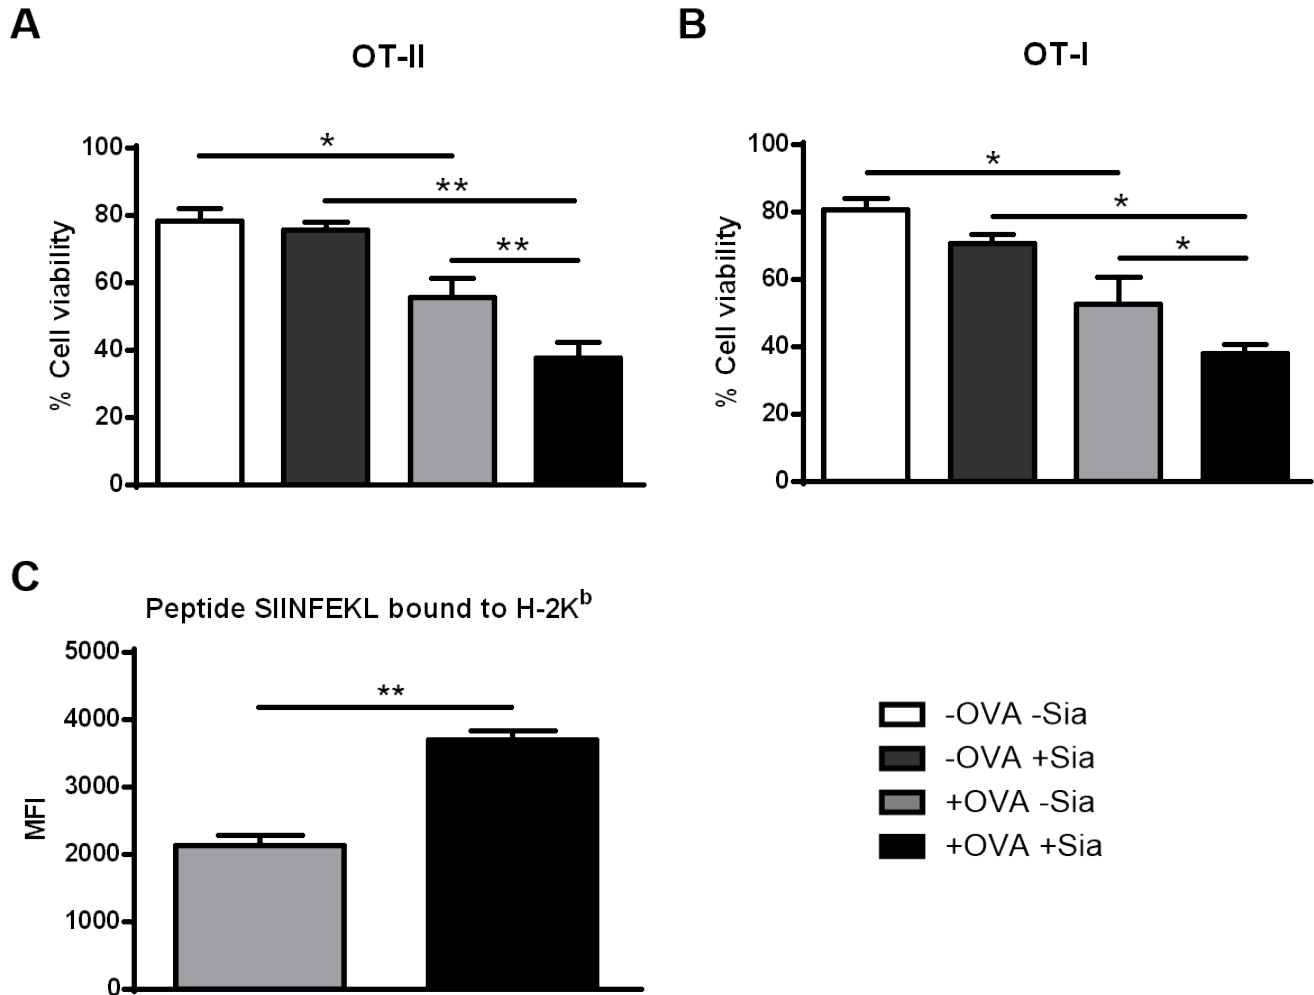 A
OT-II
% Cell viability
100
80
60
40
20
0
*
**
**
B
OT-I
% Cell viability
100
80
60
40
20
0
*
*
*
C
Peptide SIINFEKL bound to H-2Kᵇ
MFI
5000
4000
3000
2000
1000
0
**
-OVA -Sia
-OVA +Sia
+OVA -Sia
+OVA +Sia